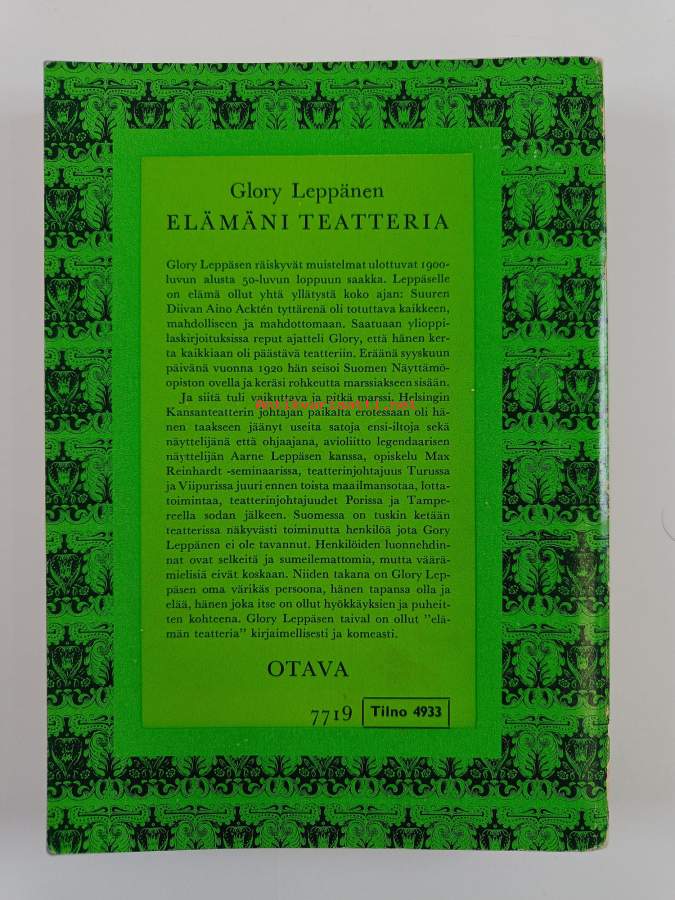 Glory Leppänen
ELÄMÄNI TEATTERIA
Glory Leppäsen räiskyvät muistelmat ulottuvat 1900-
luvun alusta 50-luvun loppuun saakka. Leppäselle
on elämä ollut yhtä yllätystä koko ajan: Suuren
Diivan Aino Acktén tyttärenä oli totuttava kaikkeen,
mahdolliseen ja mahdottomaan. Saatuaan ylioppi-
laskirjoituksissa reput ajatteli Glory, että hänen ker-
ta kaikkiaan oli päästävä teatteriin. Eräänä syyskuun
päivänä vuonna 1920 hän seisoi Suomen Näyttämö-
opiston ovella ja keräsi rohkeutta marssiakseen sisään.
Ja siitä tuli vaikuttava ja pitkä marssi. Helsingin
Kansanteatterin johtajan paikalta erotessaan oli hä-
nen taakseen jäänyt useita satoja ensi-iltoja sekä
näyttelijänä että ohjaajana, avioliitto legendaarisen
näyttelijän Aarne Leppäsen kanssa, opiskelu Max
Reinhardt -seminaarissa, teatterinjohtajuus Turussa
ja Viipurissa juuri ennen toista maailmansotaa, lotta-
toimintaa, teatterinjohtajuudet Porissa ja Tampe-
reella sodan jälkeen. Suomessa on tuskin ketään
teatterissa näkyvästi toiminutta henkilöä jota Gory
Leppänen ei ole tavannut. Henkilöiden luonnehdin-
nat ovat selkeitä ja sumeilemattomia, mutta väärä-
mielisiä eivät koskaan. Niiden takana on Glory Lep-
päsen oma värikäs persoona, hänen tapansa olla ja
elää, hänen joka itse on ollut hyökkäyksien ja puheit-
ten kohteena. Glory Leppäsen taival on ollut "elä-
män teatteria" kirjaimellisesti ja komeasti.
OTAVA
7719 Tilno 4933